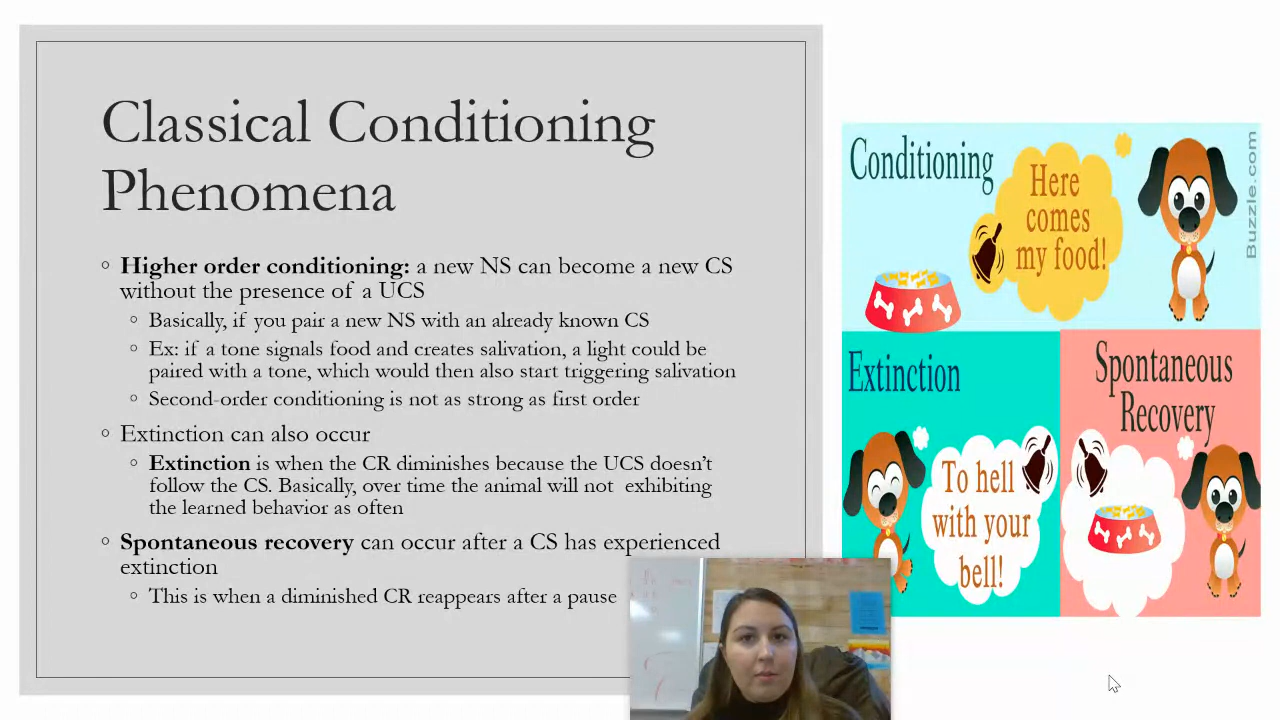 Classical Conditioning
Phenomena
Higher order conditioning: a new NS can become a new CS
without the presence of a UCS
Basically, if you pair a new NS with an already known CS
Ex: if a tone signals food and creates salivation, a light could be
paired with a tone, which would then also start triggering salivation
Second-order conditioning is not as strong as first order
Extinction can also occur
Extinction is when the CR diminishes because the UCS doesn't
follow the CS. Basically, over time the animal will not exhibiting
the learned behavior as often
Spontaneous recovery can occur after a CS has experienced
extinction
This is when a diminished CR reappears after a pause
Conditioning
Here
comes
my food!
Buzzle.com
Extinction
To hell
with your
bell!
Spontaneous
Recovery